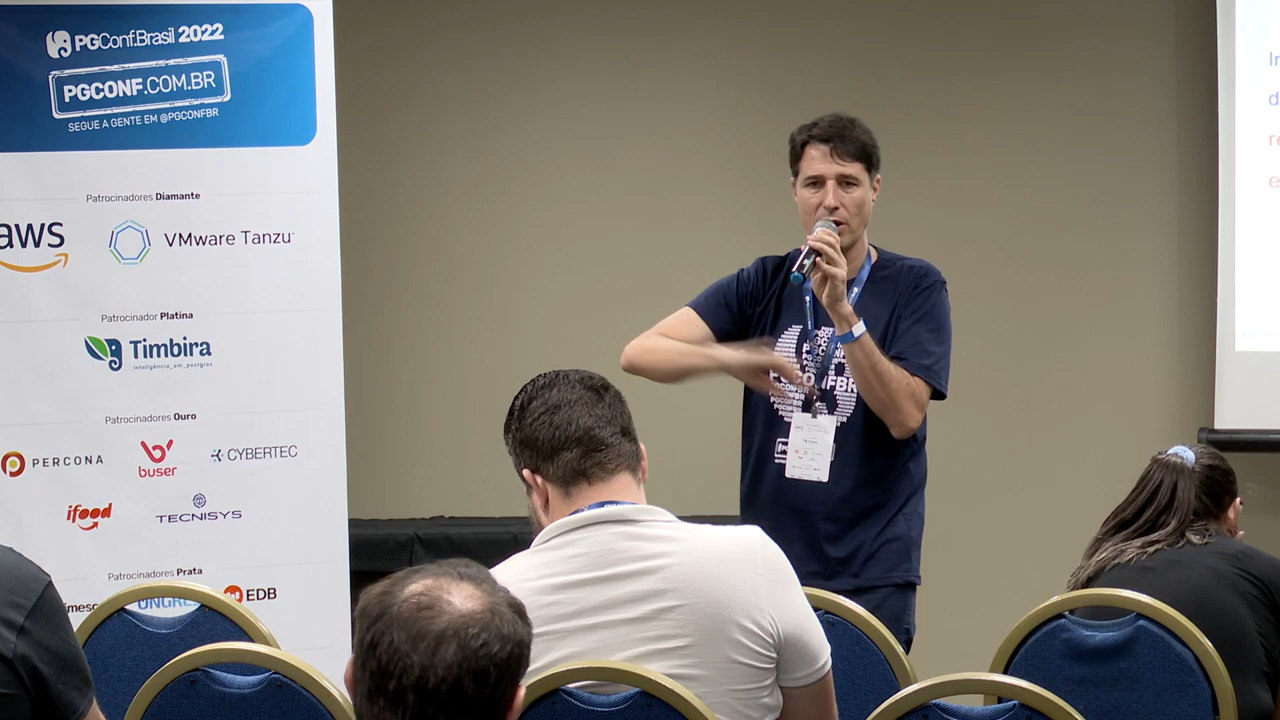 PGConf.Brasil 2022
PGCONF.COM.BR
SEGUE A GENTE EM @PGCONFBR
Patrocinadores Diamante
aws
VMware Tanzu
Patrocinador Platina
Timbira
inteligência_em_postgres
Patrocinadores Ouro
PERCONA
buser
CYBERTEC
ifood
TECNISYS
Patrocinadores Prata
EDB
PGCONFBR